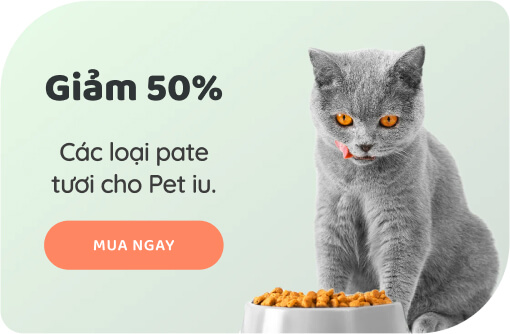 Giảm 50%
Các loại pate
tươi cho Pet iu.
MUA NGAY